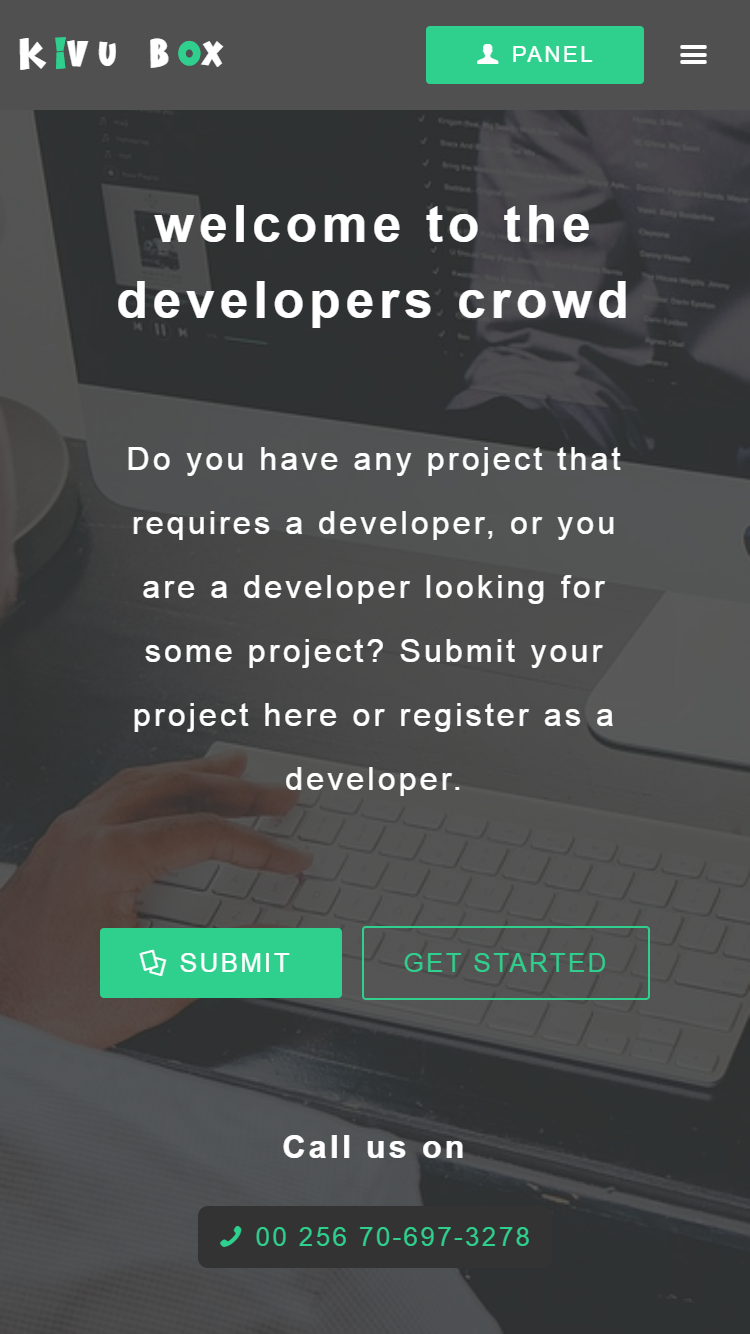 KIVU BOX
PANEL
welcome to the
developers crowd
Do you have any project that
requires a developer, or you
are a developer looking for
some project? Submit your
project here or register as a
developer.
SUBMIT
GET STARTED
Call us on
00 256 70-697-3278